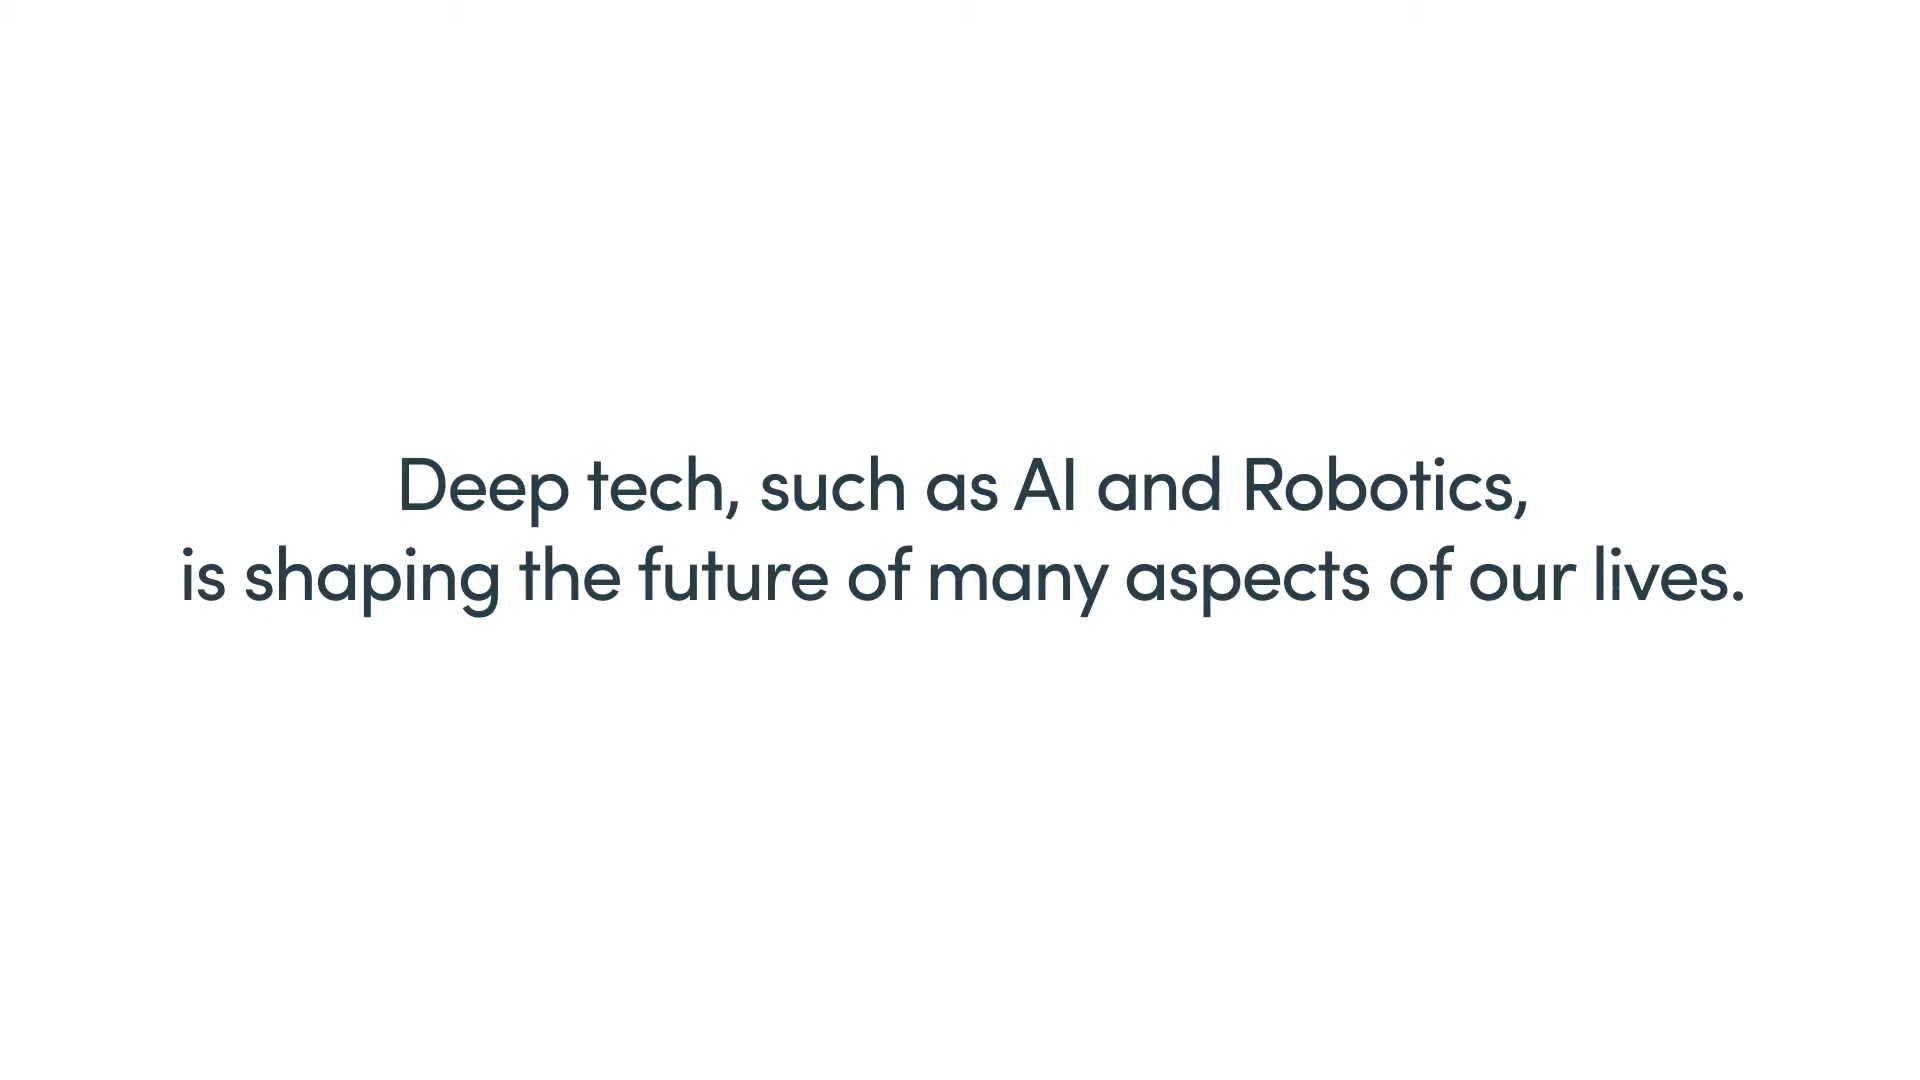 Deep tech, such as AI and Robotics,
is shaping the future of many aspects of our lives.